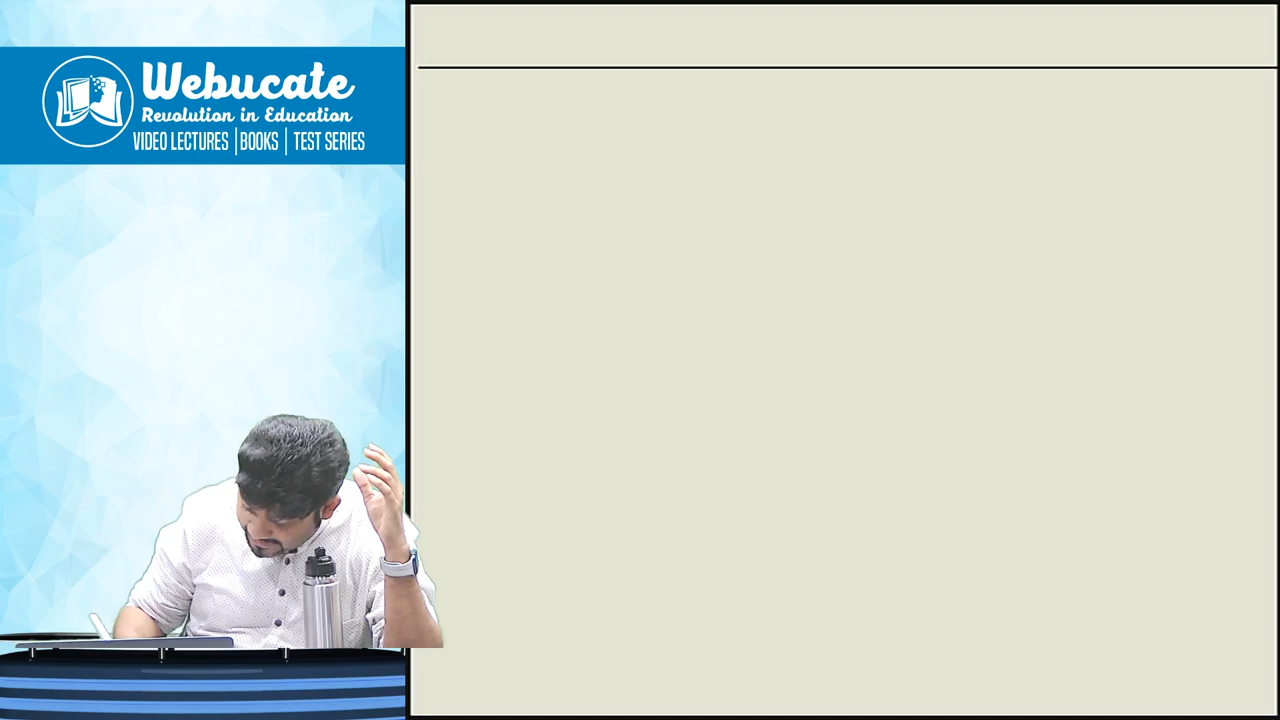 Webucate
Revolution in Education
VIDEO LECTURES | BOOKS | TEST SERIES